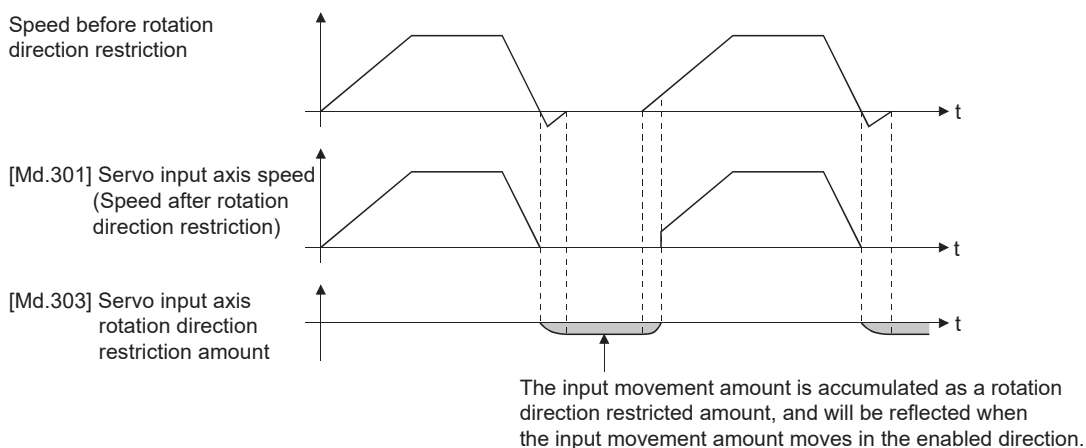 Speed before rotation
direction restriction
t
[Md.301] Servo input axis speed
(Speed after rotation
direction restriction)
t
[Md.303] Servo input axis
rotation direction
restriction amount
t
The input movement amount is accumulated as a rotation
direction restricted amount, and will be reflected when
the input movement amount moves in the enabled direction.